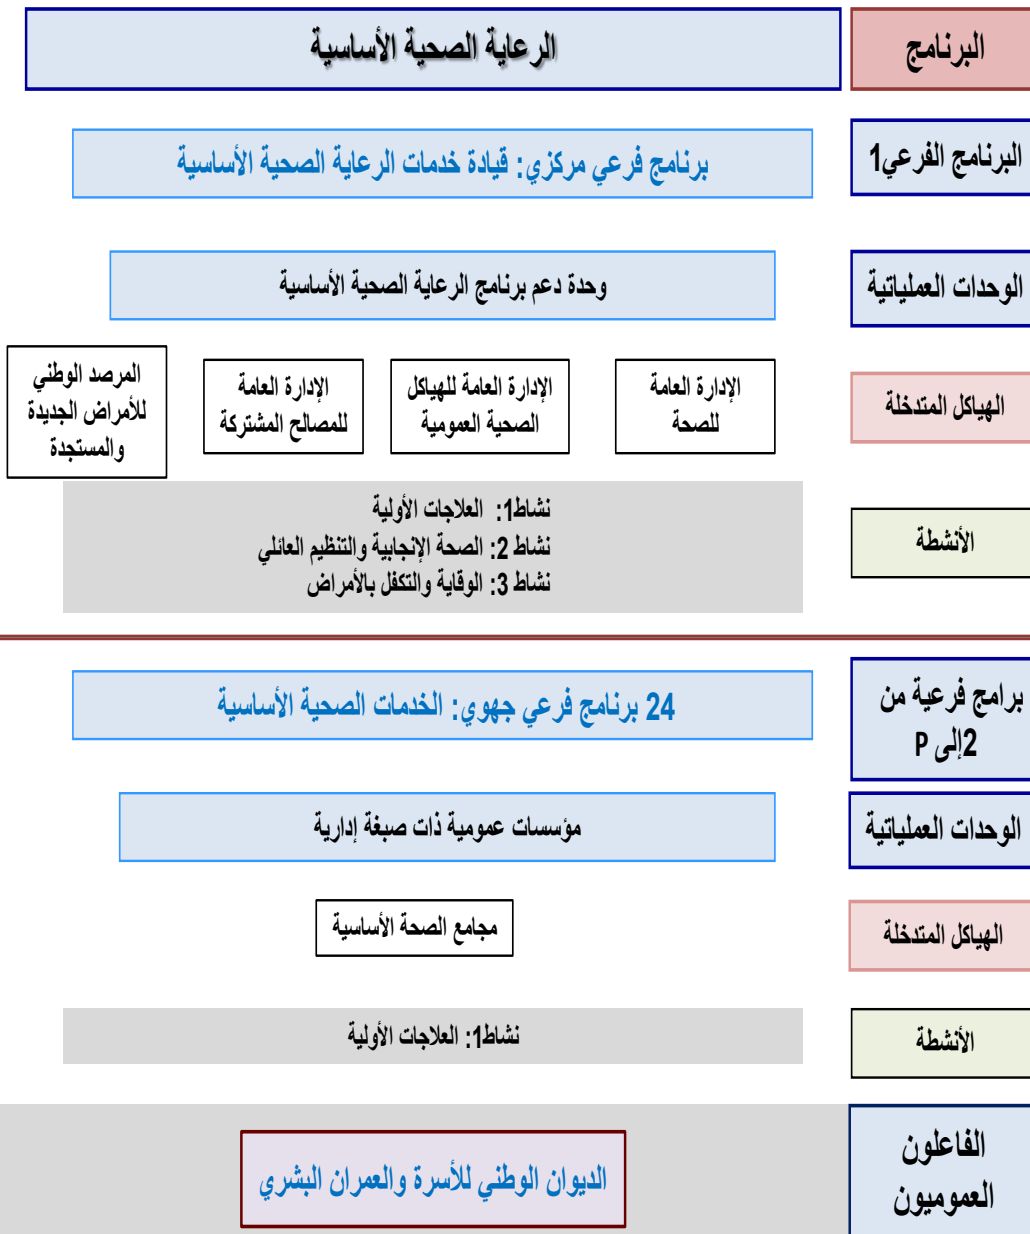 البرنامج
الرعاية الصحية الأساسية
البرنامج الفرعي1
برنامج فرعي مركزي: قيادة خدمات الرعاية الصحية الأساسية
الوحدات العملياتية
وحدة دعم برنامج الرعاية الصحية الأساسية
الهياكل المتدخلة
الإدارة العامة
للصحة
الإدارة العامة للهياكل
الصحية العمومية
الإدارة العامة
للمصالح المشتركة
المرصد الوطني
للأمراض الجديدة
والمستجدة
الأنشطة
نشاط1: العلاجات الأولية
نشاط 2: الصحة الإنجابية والتنظيم العائلي
نشاط 3: الوقاية والتكفل بالأمراض
برامج فرعية من
2إلى P
24 برنامج فرعي جهوي: الخدمات الصحية الأساسية
الوحدات العملياتية
مؤسسات عمومية ذات صبغة إدارية
الهياكل المتدخلة
مجامع الصحة الأساسية
الأنشطة
نشاط1: العلاجات الأولية
الفاعلون
العموميون
الديوان الوطني للأسرة والعمران البشري